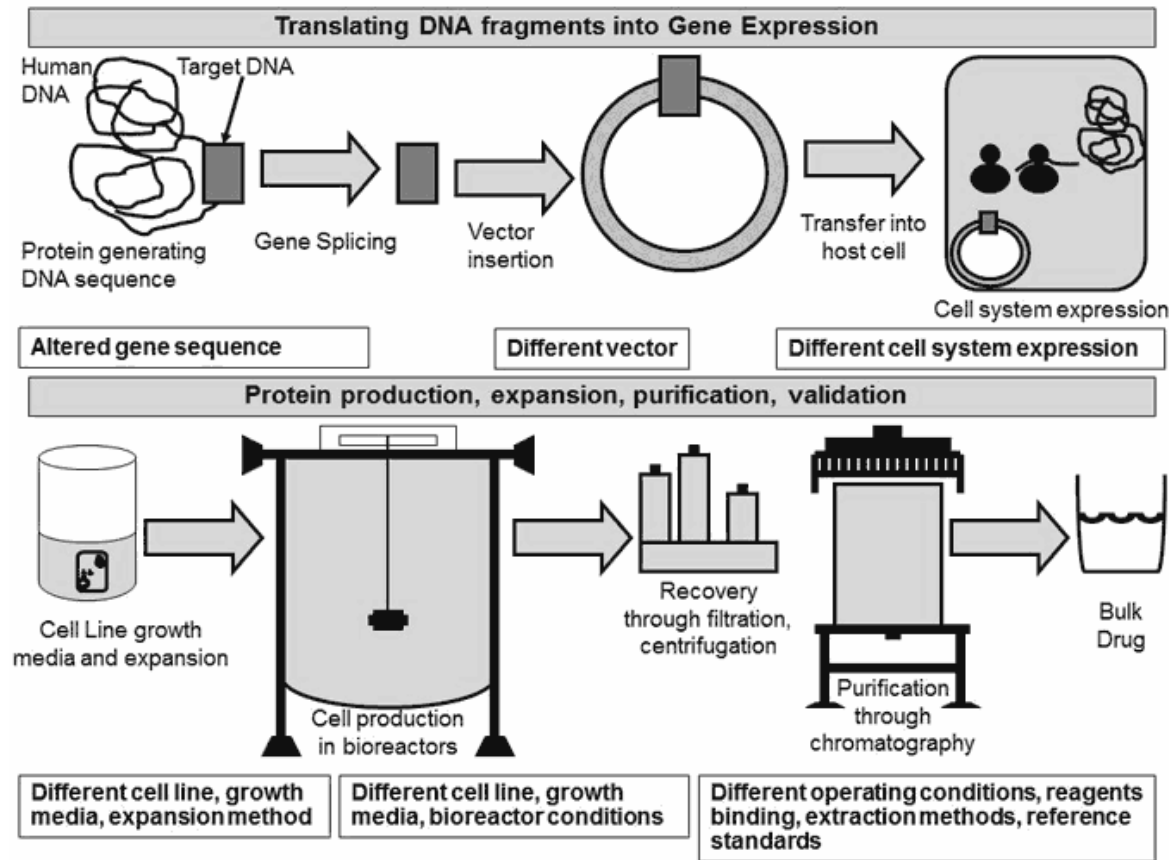 Translating DNA fragments into Gene Expression
Human
DNA
Target DNA
Protein generating
DNA sequence
Gene Splicing
Vector
insertion
Transfer into
host cell
Cell system expression
Altered gene sequence
Different vector
Different cell system expression
Protein production, expansion, purification, validation
Cell Line growth
media and expansion
Cell production
in bioreactors
Recovery
through filtration,
centrifugation
Purification
through
chromatography
Bulk
Drug
Different cell line, growth
media, expansion method
Different cell line, growth
media, bioreactor conditions
Different operating conditions, reagents
binding, extraction methods, reference
standards